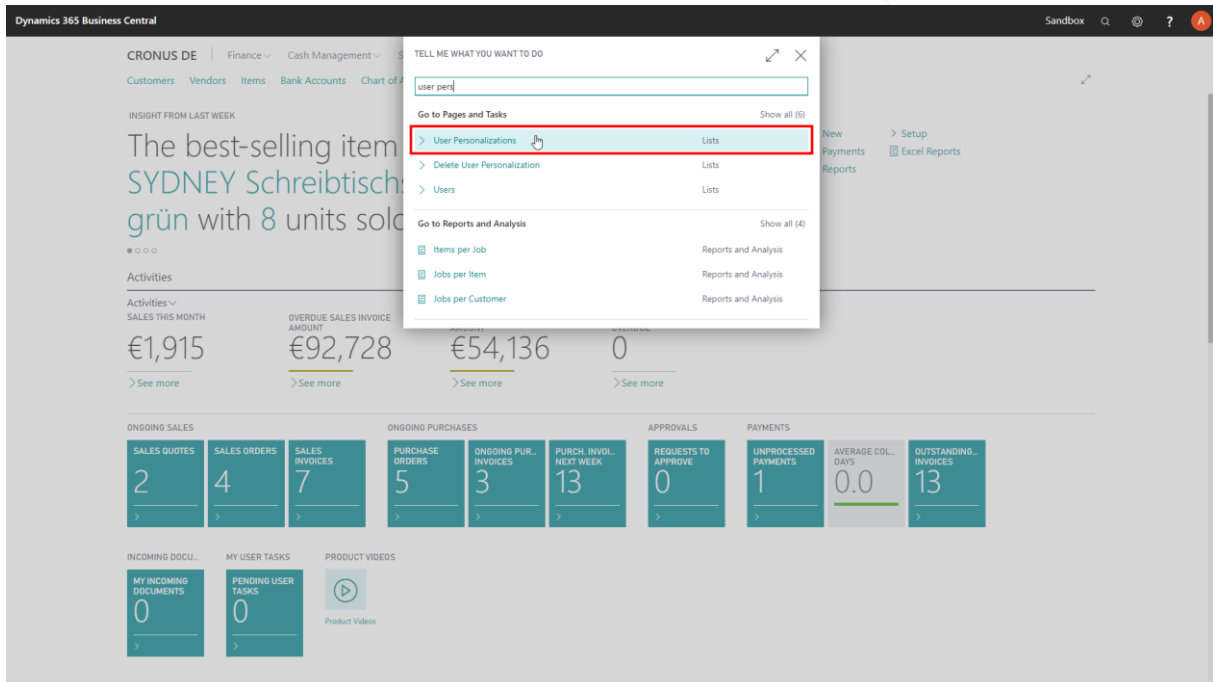 Dynamics 365 Business Central
Sandbox
?
A
CRONUS DE
Finance
Cash Management
S
Customers
Vendors
Items
Bank Accounts
Chart of A
INSIGHT FROM LAST WEEK
The best-selling item
SYDNEY Schreibtisch
grün with 8 units sold
New
Payments
Reports
> Setup
Excel Reports
TELL ME WHAT YOU WANT TO DO
user pers
Go to Pages and Tasks
Show all (6)
User Personalizations
Lists
Delete User Personalization
Lists
Users
Lists
Go to Reports and Analysis
Show all (4)
Items per Job
Reports and Analysis
Jobs per Item
Reports and Analysis
Jobs per Customer
Reports and Analysis
Activities
Activities
SALES THIS MONTH
€1,915
>See more
OVERDUE SALES INVOICE
AMOUNT
€92,728
>See more
AMOUNT
€54,136
>See more
OVERDUE
0
>See more
ONGOING SALES
ONGOING PURCHASES
APPROVALS
PAYMENTS
SALES QUOTES
2
SALES ORDERS
4
SALES
INVOICES
7
PURCHASE
ORDERS
5
ONGOING PUR...
INVOICES
3
PURCH. INVOI...
NEXT WEEK
13
REQUESTS TO
APPROVE
0
UNPROCESSED
PAYMENTS
1
AVERAGE COL...
DAYS
0.0
OUTSTANDING...
INVOICES
13
INCOMING DOCU...
MY USER TASKS
PRODUCT VIDEOS
MY INCOMING
DOCUMENTS
0
PENDING USER
TASKS
0
Product Videos